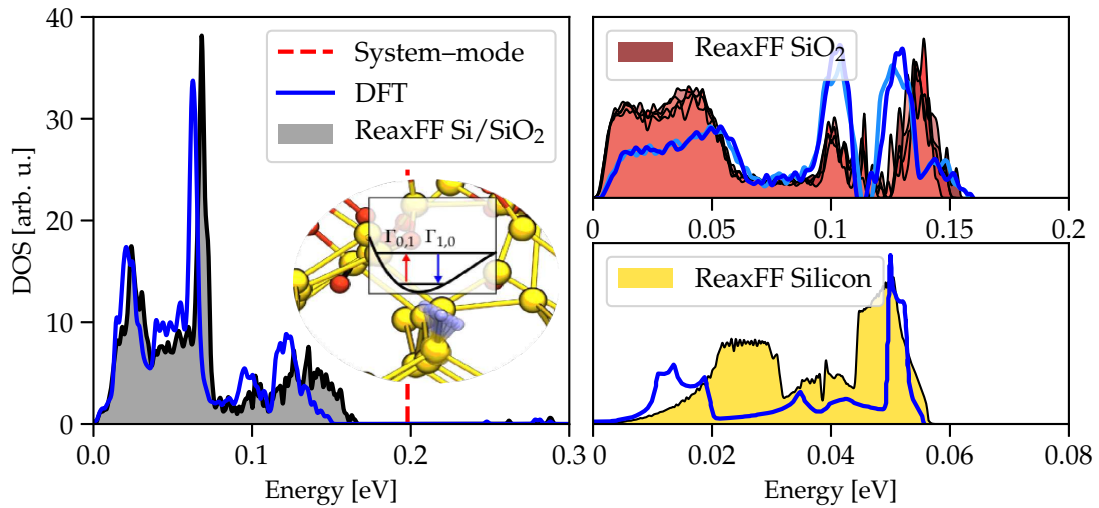 40
30
20
10
0
DOS [arb. u.]
System–mode
DFT
ReaxFF Si/SiO₂
Γ₀,₁ Γ₁,₀
0.0 0.1 0.2 0.3
Energy [eV]
ReaxFF SiO₂
0 0.05 0.1 0.15 0.2
ReaxFF Silicon
0 0.02 0.04 0.06 0.08
Energy [eV]